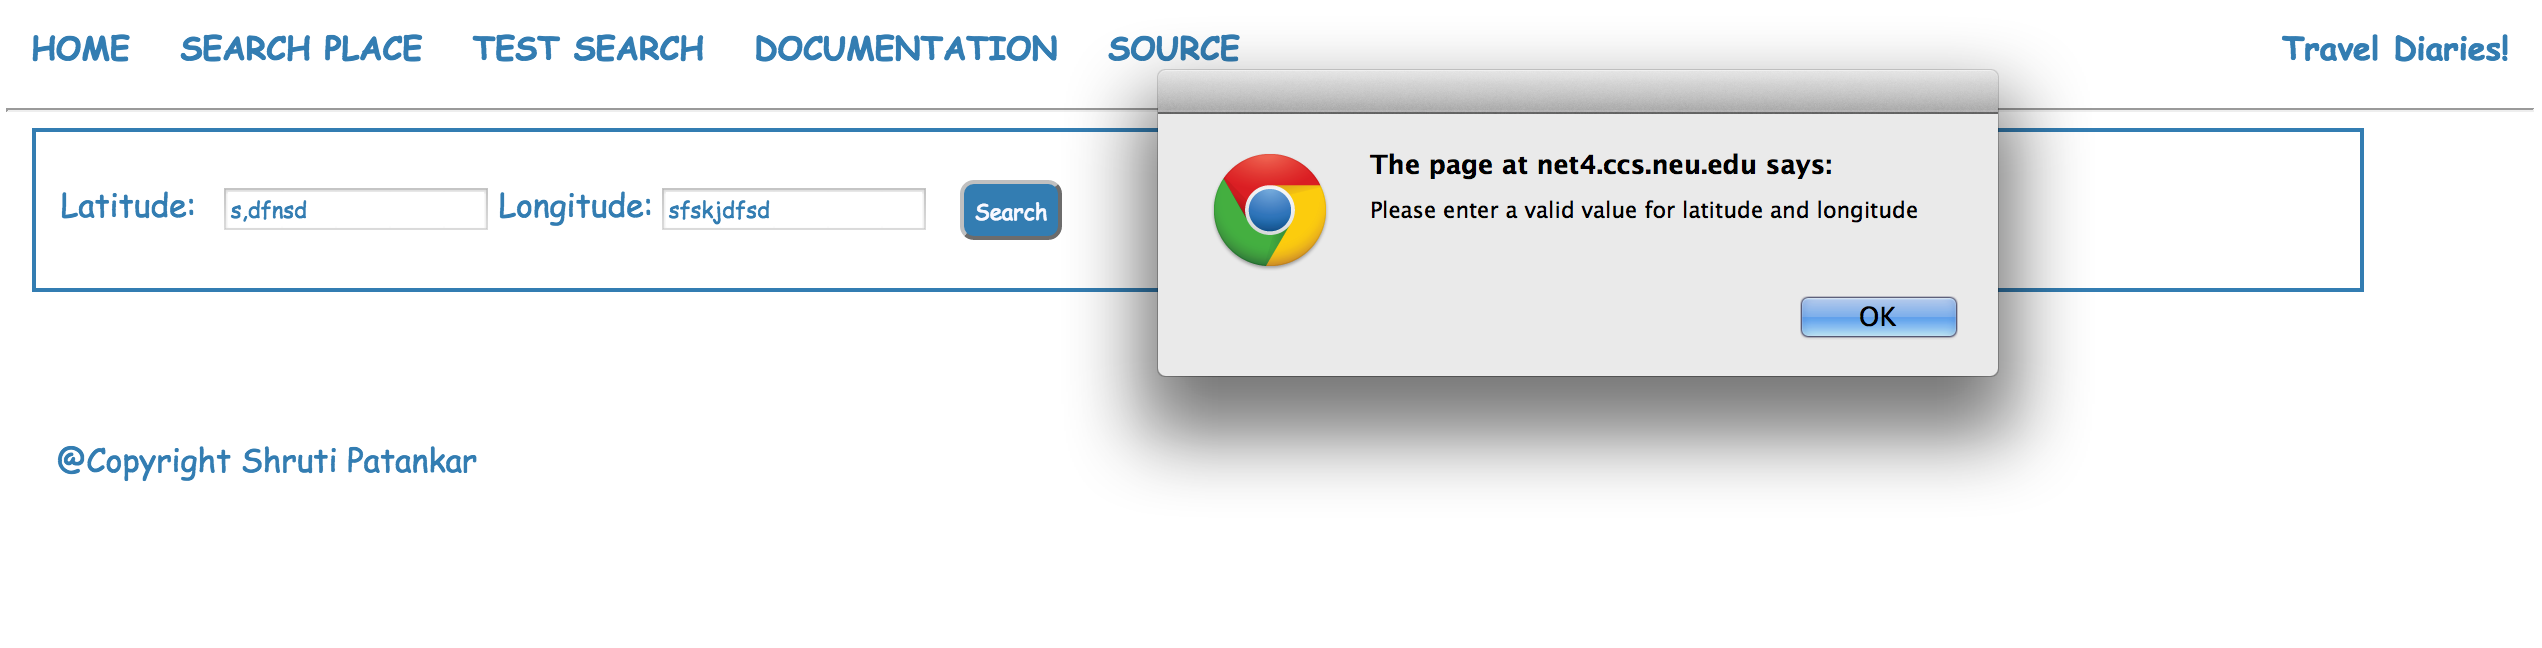 HOME SEARCH PLACE TEST SEARCH DOCUMENTATION SOURCE Travel Diaries!
The page at net4.ccs.neu.edu says:
Please enter a valid value for latitude and longitude
OK
Latitude: s,dfnsd Longitude: sfskjdfsd Search
@Copyright Shruti Patankar